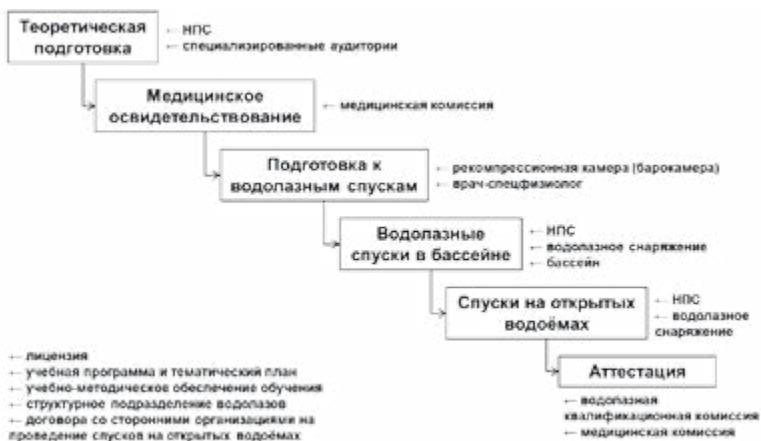 Теоретическая
подготовка
← НПС
← специализированные аудитории
Медицинское
освидетельствование
← медицинская комиссия
Подготовка к
водолазным спускам
← рекомпрессионная камера (барокамера)
← врач-спецфизиолог
Водолазные
спуски в бассейне
← НПС
← водолазное снаряжение
← бассейн
Спуски на открытых
водоёмах
← НПС
← водолазное
снаряжение
Аттестация
← водолазная
квалификационная комиссия
← медицинская комиссия
← лицензия
← учебная программа и тематический план
← учебно-методическое обеспечение обучения
← структурное подразделение водолазов
← договора со сторонними организациями на
проведение спусков на открытых водоёмах